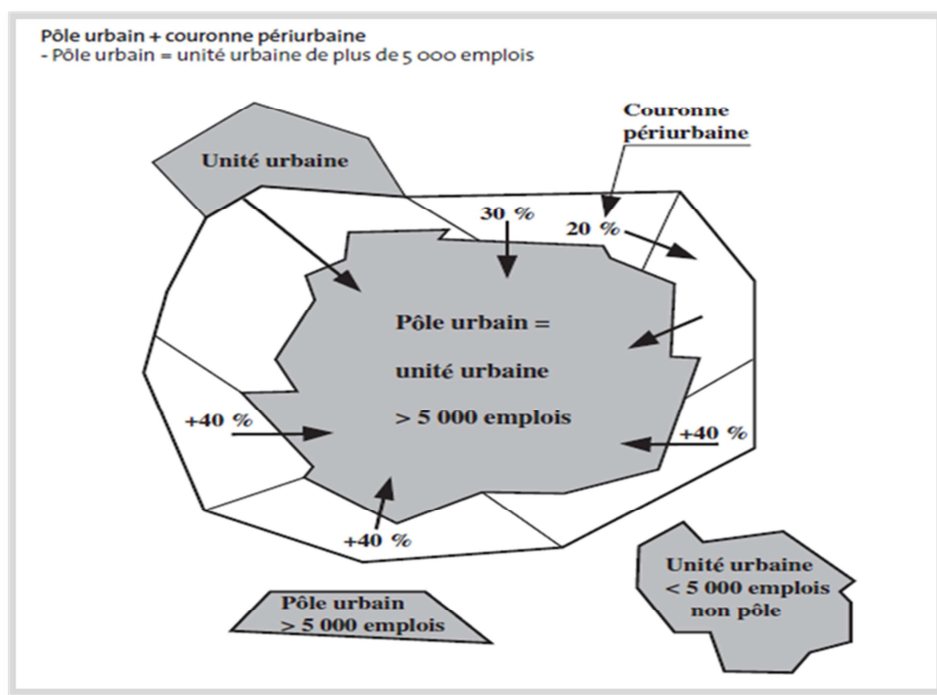 Pôle urbain + couronne périurbaine
- Pôle urbain = unité urbaine de plus de 5 000 emplois
Couronne
périurbaine
Unité urbaine
30 %
20 %
Pôle urbain =
unité urbaine
> 5 000 emplois
+40 %
+40 %
+40 %
Unité urbaine
< 5 000 emplois
non pôle
Pôle urbain
> 5 000 emplois